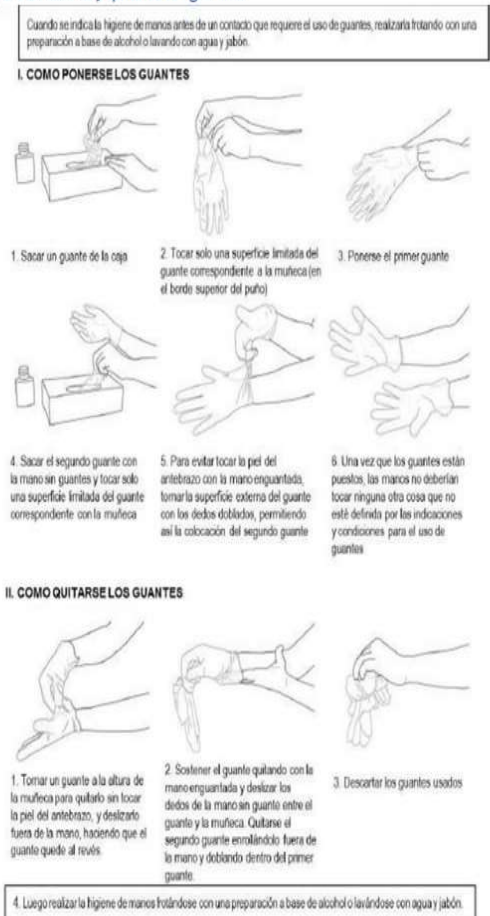 Cuando se indica la higiene de manos antes de un contacto que requiere el uso de guantes, realizarla frotando con una
preparación a base de alcohol o lavando con agua y jabón.
I. COMO PONERSE LOS GUANTES
1. Sacar un guante de la caja
2. Tocar solo una superficie limitada del
guante correspondiente a la muñeca (en
el borde superior del puño)
3. Ponerse el primer guante
4. Sacar el segundo guante con
la mano sin guantes y tocar solo
una superficie limitada del guante
correspondiente con la muñeca
5. Para evitar tocar la piel del
antebrazo con la mano enguantada,
tomar la superficie externa del guante
con los dedos doblados, permitiendo
así la colocación del segundo guante
6. Una vez que los guantes están
puestos, las manos no deberían
tocar ninguna otra cosa que no
esté definida por las indicaciones
y condiciones para el uso de
guantes
II. COMO QUITARSE LOS GUANTES
1. Tomar un guante a la altura de
la muñeca para quitarlo sin tocar
la piel del antebrazo, y deslizarlo
fuera de la mano, haciendo que el
guante quede al revés.
2. Sostener el guante quitando con la
mano enguantada y deslizar los
dedos de la mano sin guante entre el
guante y la muñeca. Quitarse el
segundo guante enrollándolo fuera de
la mano y doblando dentro del primer
guante.
3. Descartar los guantes usados
4. Luego realizar la higiene de manos frotándose con una preparación a base de alcohol o lavándose con agua y jabón.